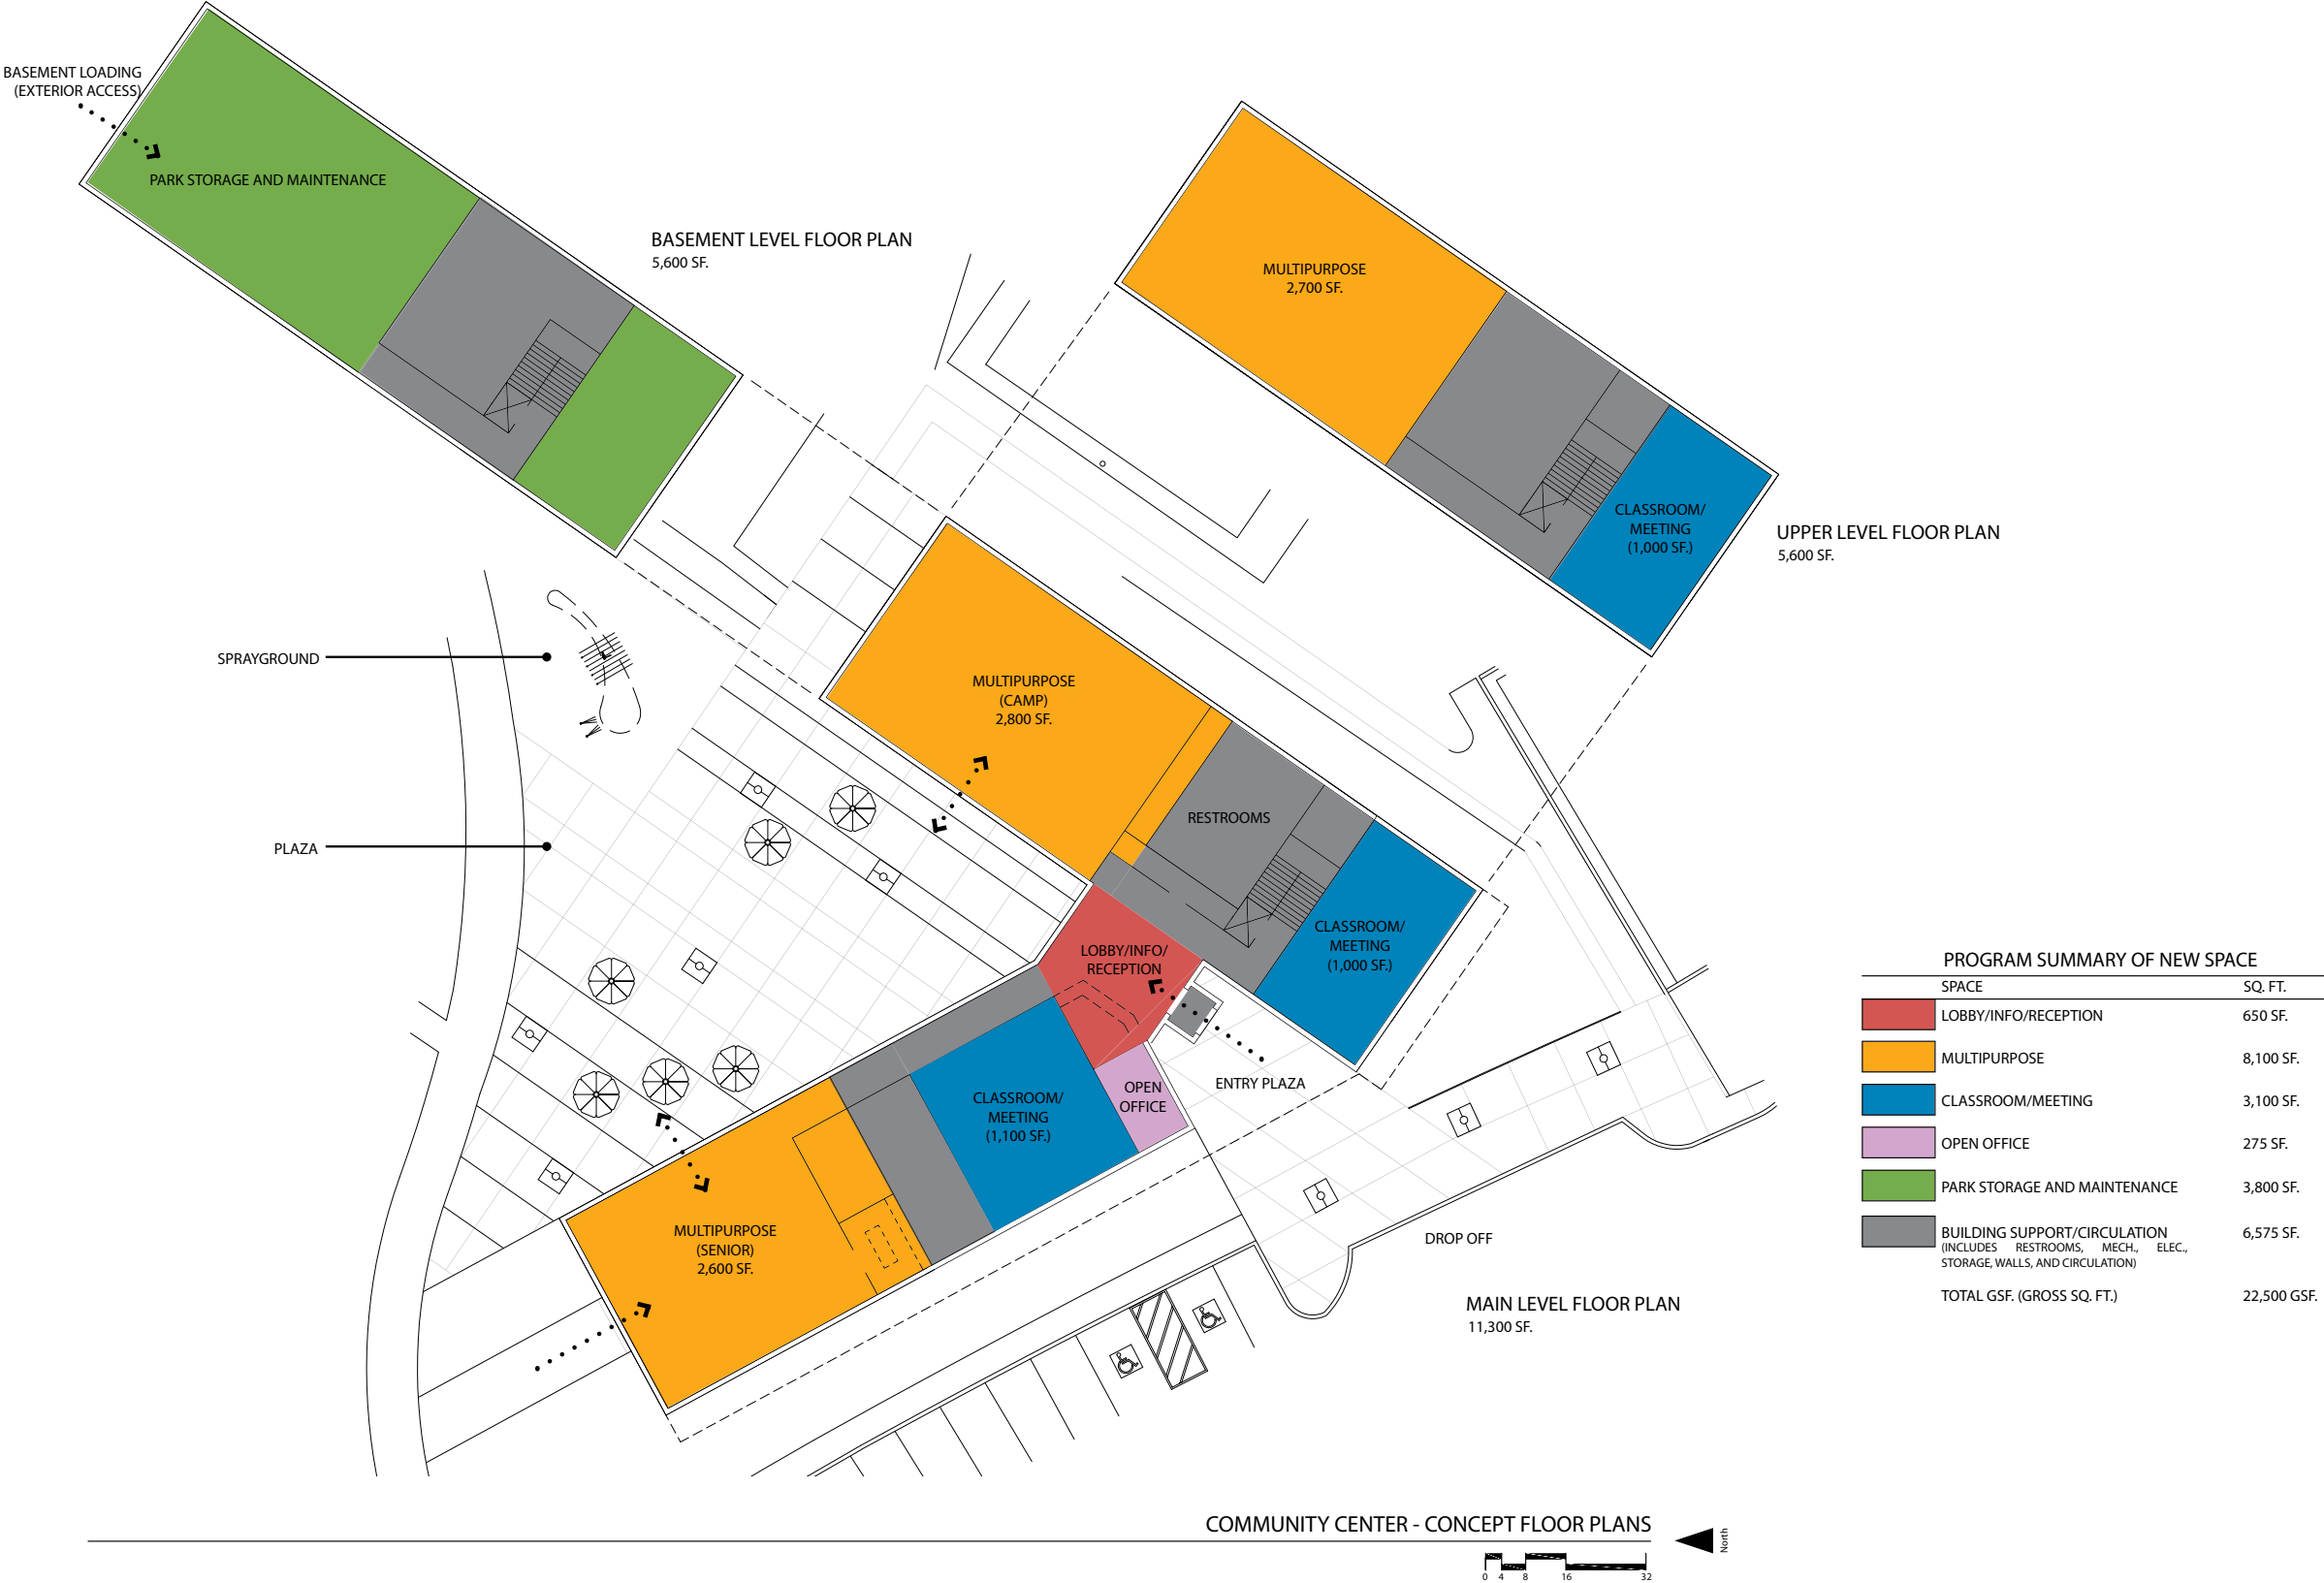 BASEMENT LOADING
(EXTERIOR ACCESS)
PARK STORAGE AND MAINTENANCE
BASEMENT LEVEL FLOOR PLAN
5,600 SF.
MULTIPURPOSE
2,700 SF.
CLASSROOM/
MEETING
(1,000 SF.)
UPPER LEVEL FLOOR PLAN
5,600 SF.
SPRAYGROUND
PLAZA
MULTIPURPOSE
(CAMP)
2,800 SF.
RESTROOMS
CLASSROOM/
MEETING
(1,000 SF.)
LOBBY/INFO/
RECEPTION
ENTRY PLAZA
OPEN
OFFICE
CLASSROOM/
MEETING
(1,100 SF.)
MULTIPURPOSE
(SENIOR)
2,600 SF.
DROP OFF
MAIN LEVEL FLOOR PLAN
11,300 SF.
PROGRAM SUMMARY OF NEW SPACE
SPACE SQ. FT.
LOBBY/INFO/RECEPTION 650 SF.
MULTIPURPOSE 8,100 SF.
CLASSROOM/MEETING 3,100 SF.
OPEN OFFICE 275 SF.
PARK STORAGE AND MAINTENANCE 3,800 SF.
BUILDING SUPPORT/CIRCULATION 6,575 SF.
(INCLUDES RESTROOMS, MECH., ELEC.,
STORAGE, WALLS, AND CIRCULATION)
TOTAL GSF. (GROSS SQ. FT.) 22,500 GSF.
COMMUNITY CENTER - CONCEPT FLOOR PLANS
North
0 4 8 16 32